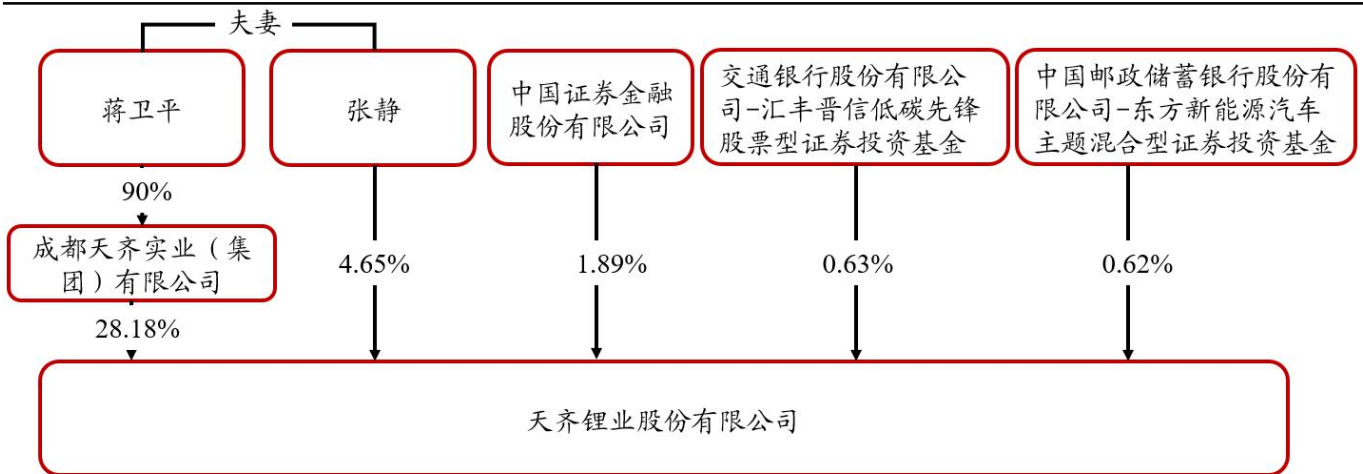 夫妻
蒋卫平
张静
中国证券金融
股份有限公司
交通银行股份有限公
司-汇丰晋信低碳先锋
股票型证券投资基金
中国邮政储蓄银行股份有
限公司-东方新能源汽车
主题混合型证券投资基金
90%
成都天齐实业（集
团）有限公司
4.65%
1.89%
0.63%
0.62%
28.18%
天齐锂业股份有限公司